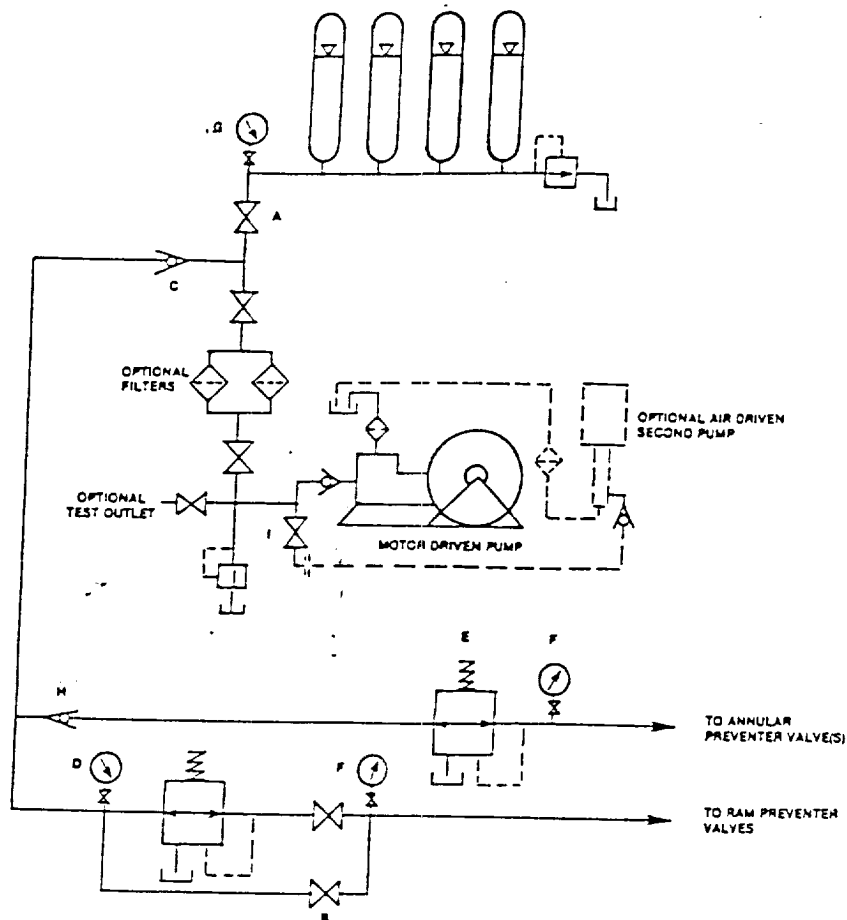 G
A
C
OPTIONAL
FILTERS
OPTIONAL AIR DRIVEN
SECOND PUMP
OPTIONAL
TEST OUTLET
I
MOTOR DRIVEN PUMP
E
F
H
TO ANNULAR
PREVENTER VALVE(S)
D
F
TO RAM PREVENTER
VALVES